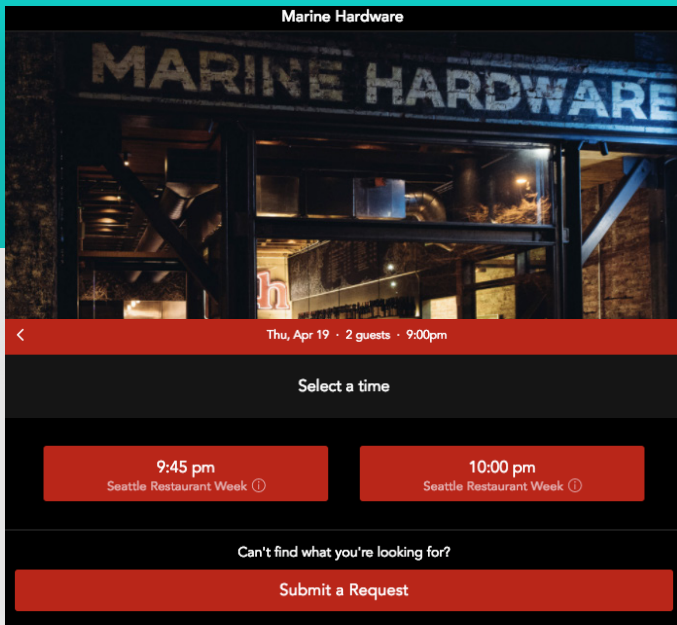 Marine Hardware
MARINE HARDWARE
h
Thu, Apr 19 · 2 guests · 9:00pm
Select a time
9:45 pm
Seattle Restaurant Week ⓘ
10:00 pm
Seattle Restaurant Week ⓘ
Can't find what you're looking for?
Submit a Request